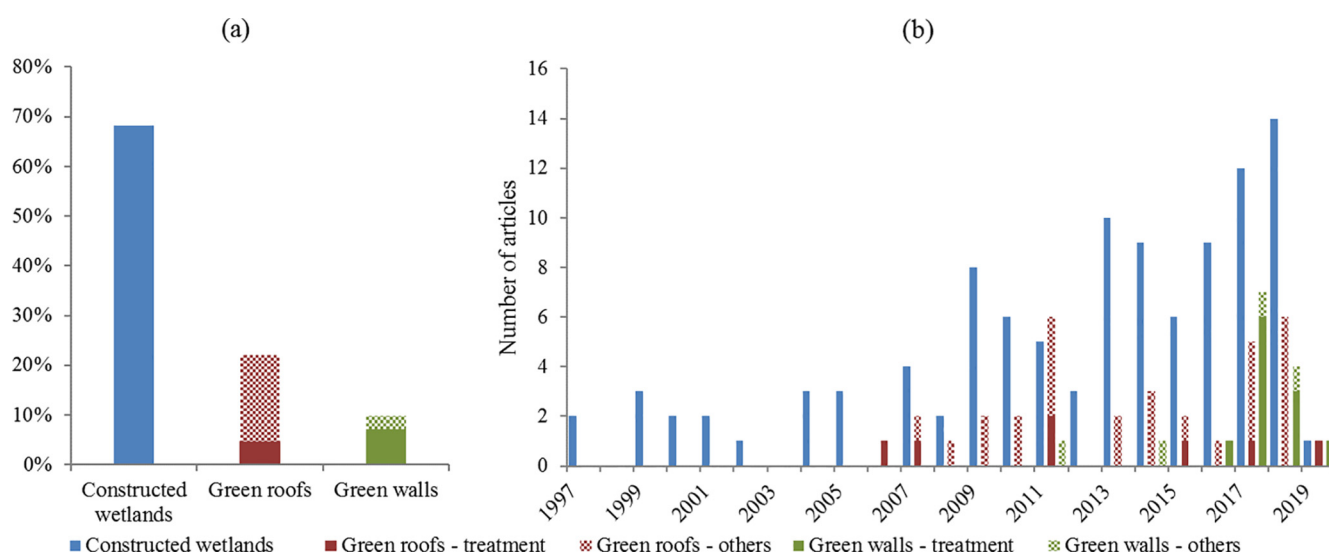 (a)
80%
70%
60%
50%
40%
30%
20%
10%
0%
Constructed
wetlands
Green roofs
Green walls
(b)
Number of articles
16
14
12
10
8
6
4
2
0
1997
1999
2001
2003
2005
2007
2009
2011
2013
2015
2017
2019
Constructed wetlands
Green roofs - treatment
Green roofs - others
Green walls - treatment
Green walls - others